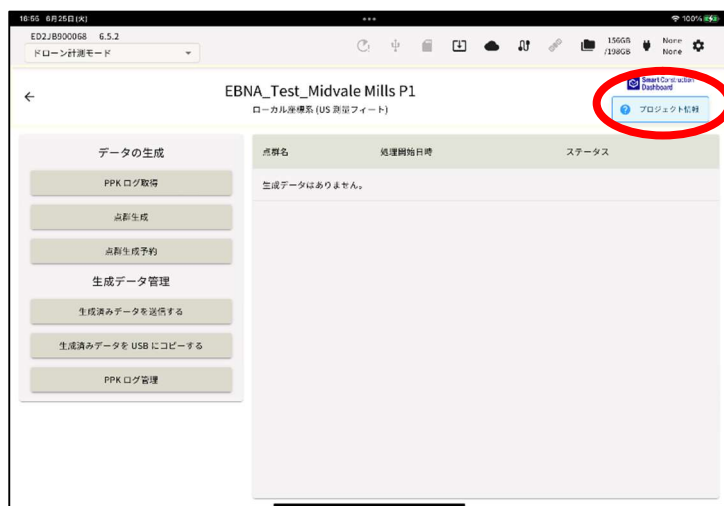 16:56 6月25日(火)
100%
ED2JB900068 6.5.2
ドローン計測モード
156GB
/198GB
None
None
EBNA_Test_Midvale Mills P1
ローカル座標系 (US 測量フィート)
Smart Construction
Dashboard
プロジェクト情報
データの生成
PPK ログ取得
点群生成
点群生成予約
生成データ管理
生成済みデータを送信する
生成済みデータを USB にコピーする
PPK ログ管理
点群名 処理開始日時 ステータス
生成データはありません。